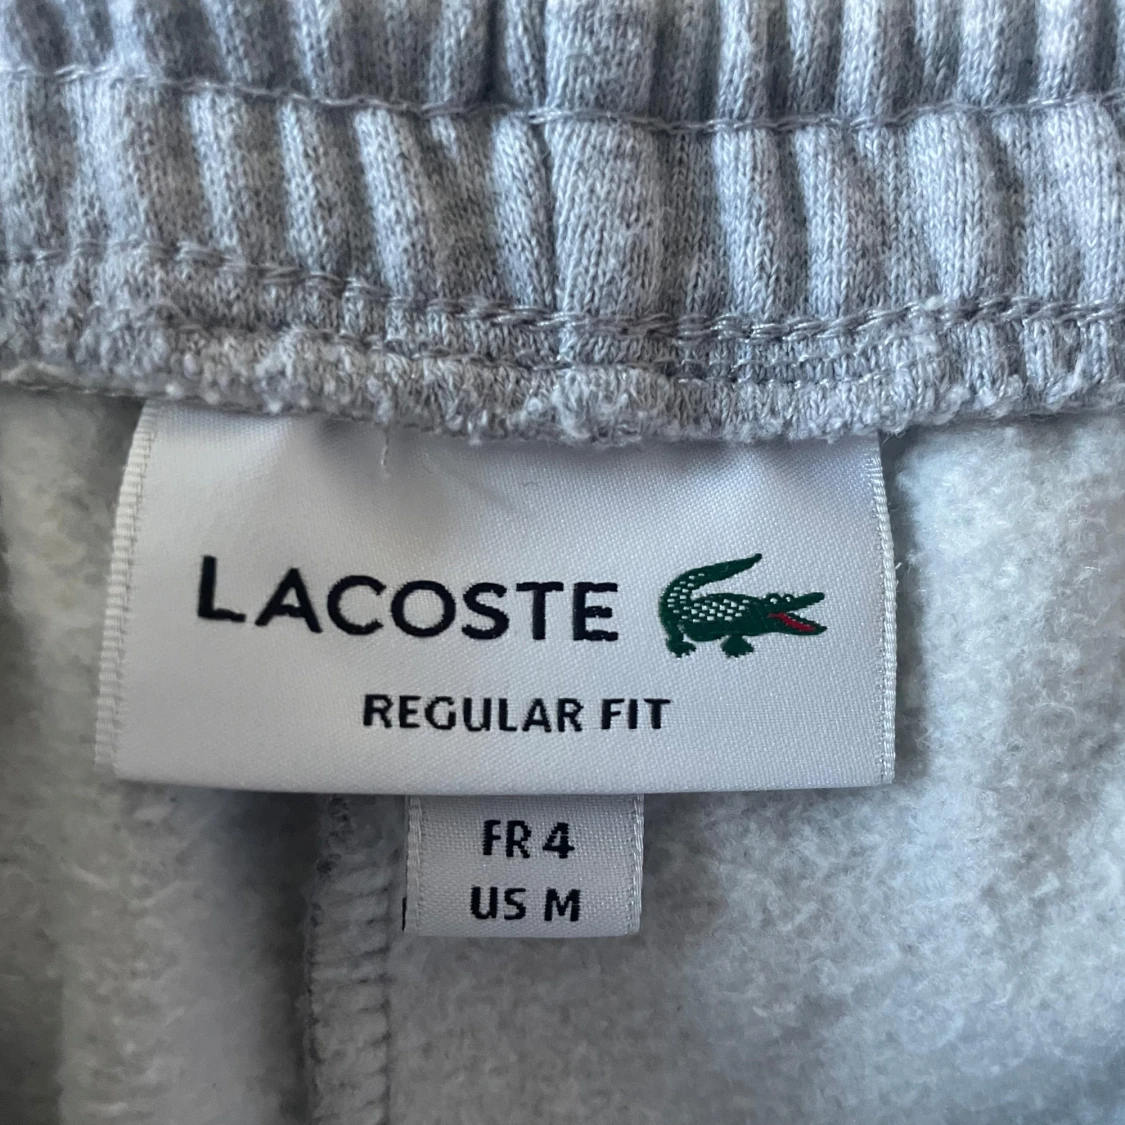 LACOSTE
REGULAR FIT
FR 4
US M